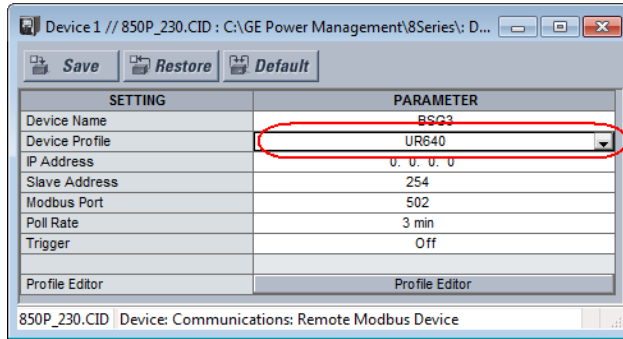 Device 1 // 850P_230.CID : C:\GE Power Management\8Series\: D...
Save Restore Default
SETTING PARAMETER
Device Name BSG3
Device Profile UR640
IP Address 0. 0. 0. 0
Slave Address 254
Modbus Port 502
Poll Rate 3 min
Trigger Off
Profile Editor Profile Editor
850P_230.CID Device: Communications: Remote Modbus Device